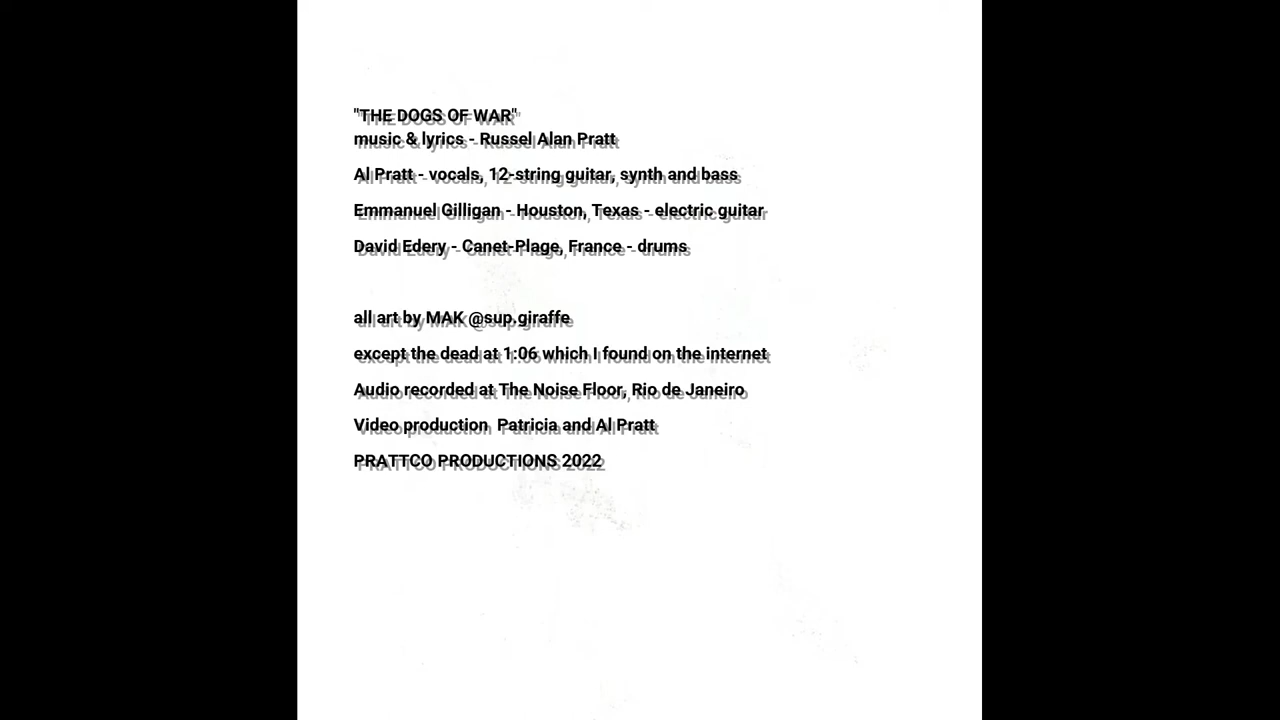 "THE DOGS OF WAR"
music & lyrics - Russel Alan Pratt
Al Pratt - vocals, 12-string guitar, synth and bass
Emmanuel Gilligan - Houston, Texas - electric guitar
David Edery - Canet-Plage, France - drums
all art by MAK @sup.giraffe
except the dead at 1:06 which I found on the internet
Audio recorded at The Noise Floor, Rio de Janeiro
Video production  Patricia and Al Pratt
PRATTCO PRODUCTIONS 2022